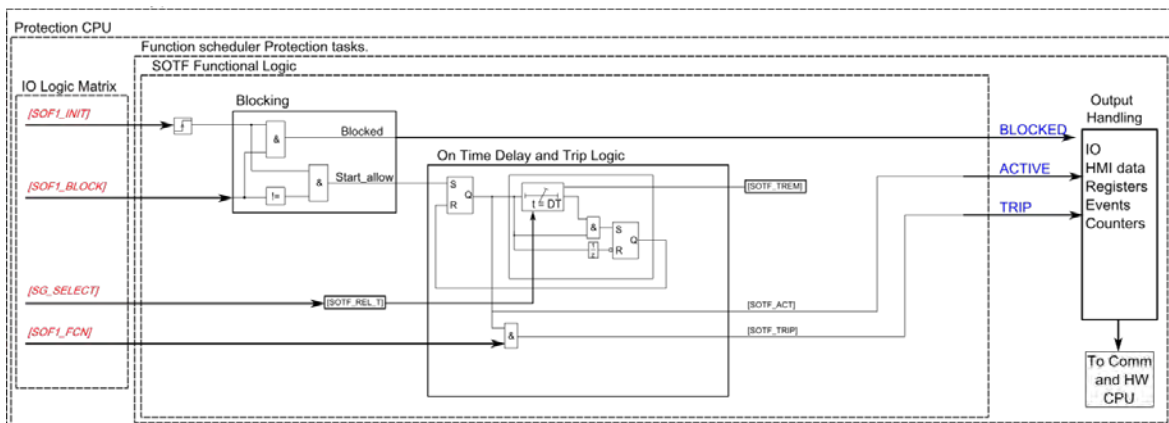 Protection CPU
Function scheduler Protection tasks.
SOTF Functional Logic
IO Logic Matrix
[SOF1_INIT]
Blocking
&
Blocked
BLOCKED
Output
Handling
[SOF1_BLOCK]
!=
&
Start_allow
On Time Delay and Trip Logic
S
Q
R
t = DT
[SOTF_TREM]
&
S
Q
R
1
z
ACTIVE
TRIP
IO
HMI data
Registers
Events
Counters
[SG_SELECT]
[SOTF_REL_T]
[SOTF_ACT]
[SOF1_FCN]
&
[SOTF_TRIP]
To Comm
and HW
CPU